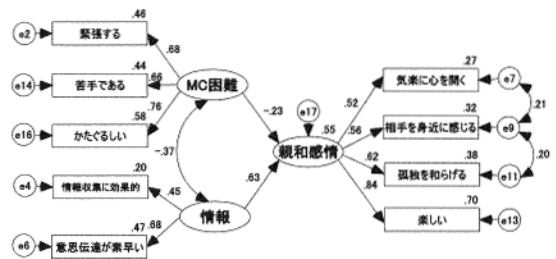 .46
e2
緊張する
.68
.44
e14
苦手である
.66
MC困難
.76
.58
e16
かたぐるしい
-.37
.20
e4
情報収集に効果的
.45
情報
.47
.68
e6
意思伝達が素早い
-.23
e17
.55
親和感情
.63
.27
気楽に心を開く
e7
.52
.21
.32
相手を身近に感じる
e9
.56
.20
.38
孤独を和らげる
e11
.62
.84
.70
楽しい
e13